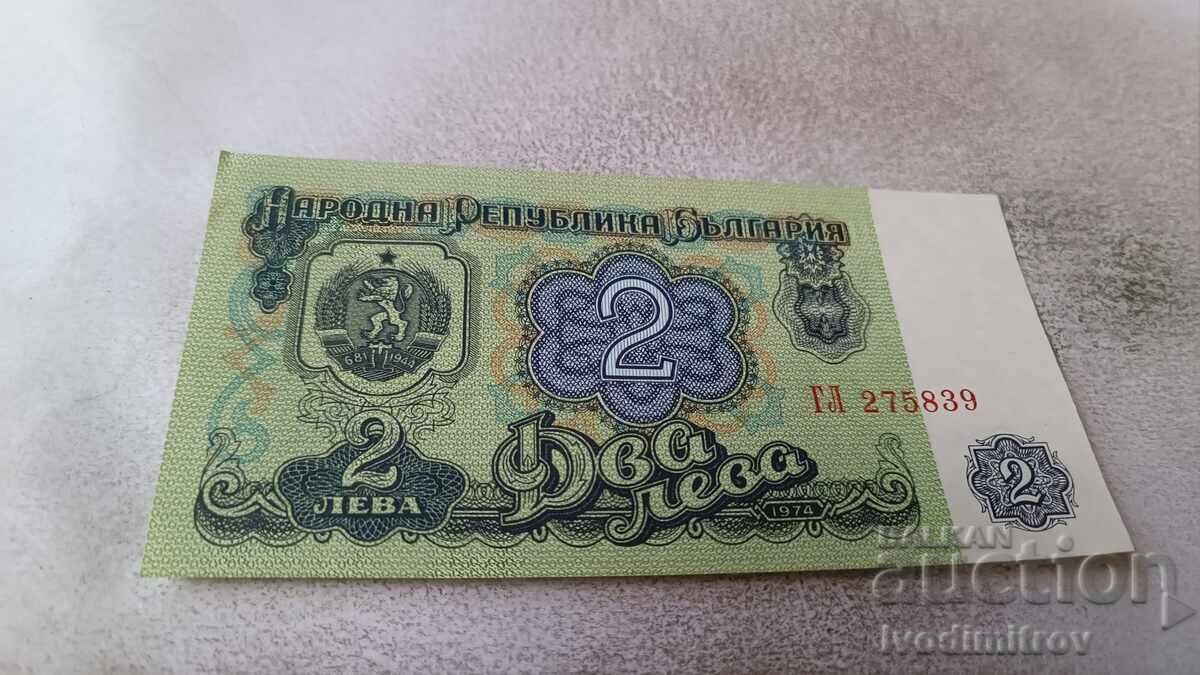 Народна Република България
681 1944
2
ГЛ 275839
2
ЛЕВА
Два
лева
1974
2
BALKAN
auction
Ivodimitrov